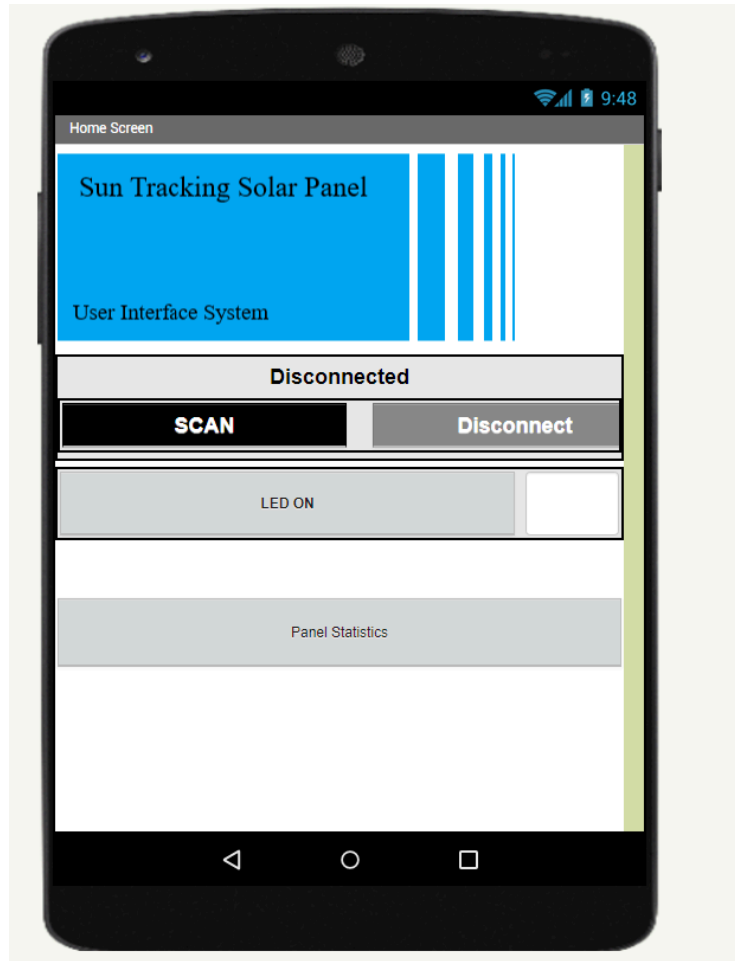 9:48
Home Screen
Sun Tracking Solar Panel
User Interface System
Disconnected
SCAN Disconnect
LED ON
Panel Statistics